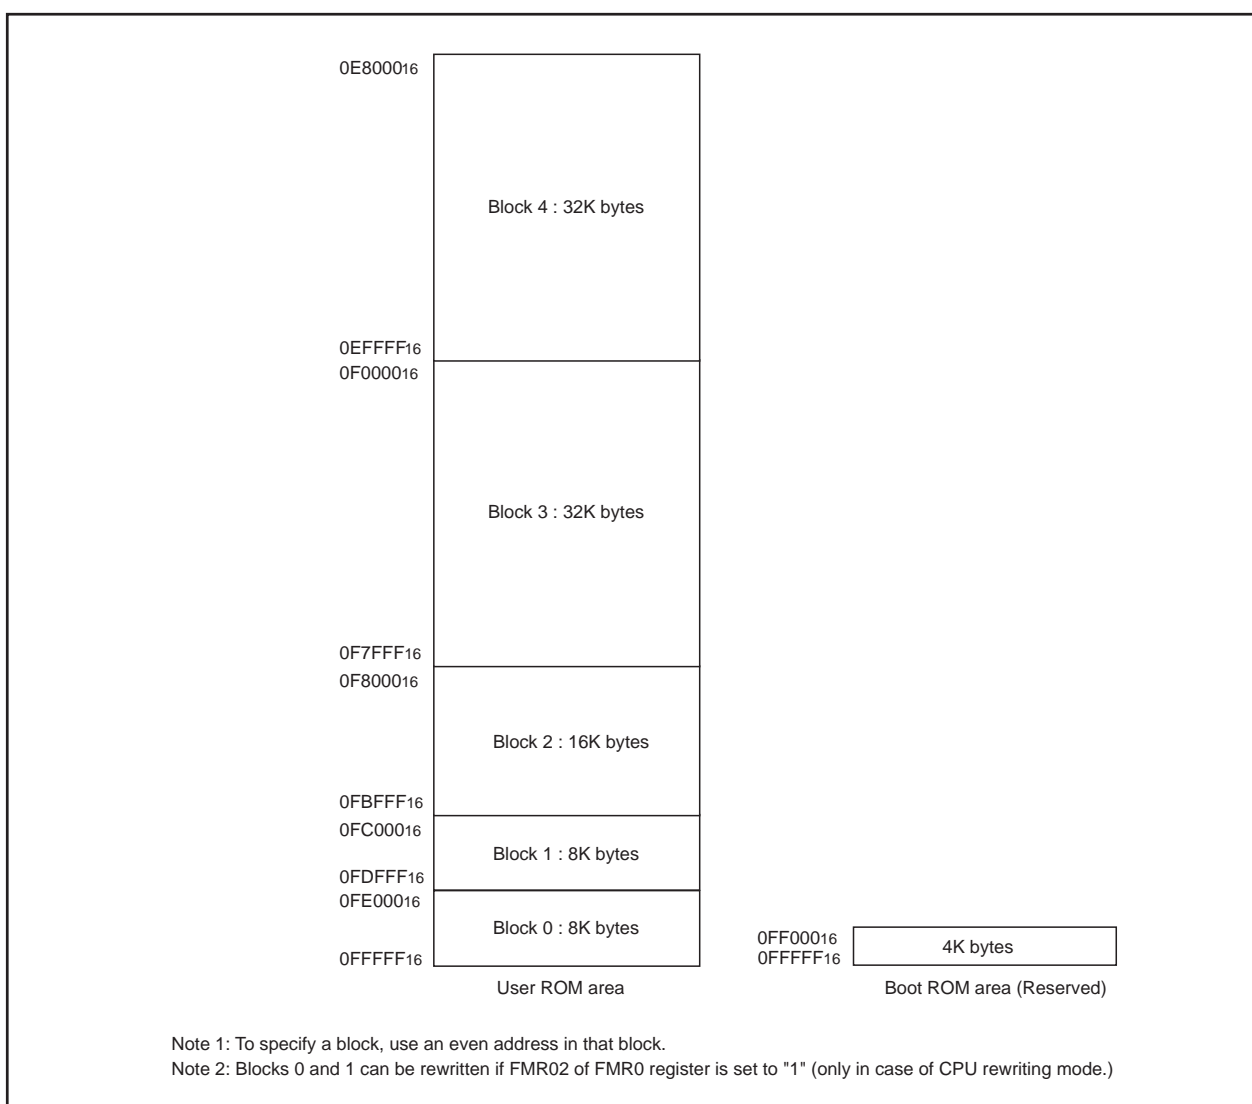 0E800016
Block 4 : 32K bytes
0EFFFF16
0F000016
Block 3 : 32K bytes
0F7FFF16
0F800016
Block 2 : 16K bytes
0FBFFF16
0FC00016
Block 1 : 8K bytes
0FDFFF16
0FE00016
Block 0 : 8K bytes
0FFFFF16
User ROM area
0FF00016
0FFFFF16
4K bytes
Boot ROM area (Reserved)
Note 1: To specify a block, use an even address in that block.
Note 2: Blocks 0 and 1 can be rewritten if FMR02 of FMR0 register is set to "1" (only in case of CPU rewriting mode.)